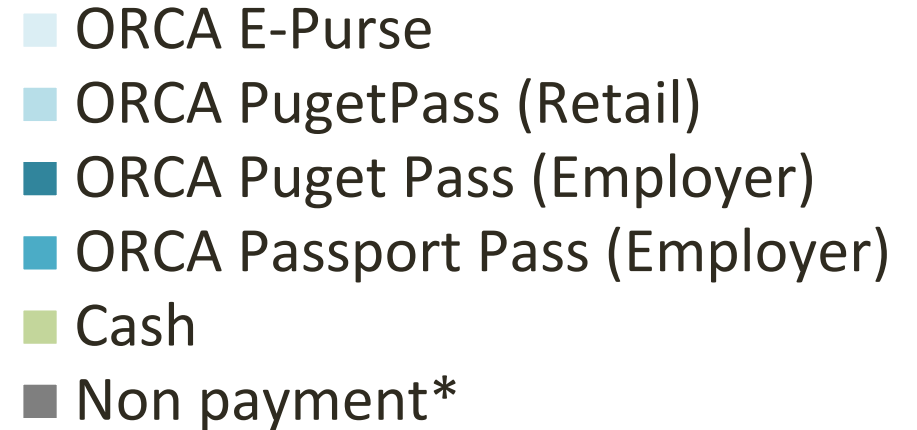 ORCA E-Purse
ORCA PugetPass (Retail)
ORCA Puget Pass (Employer)
ORCA Passport Pass (Employer)
Cash
Non payment*